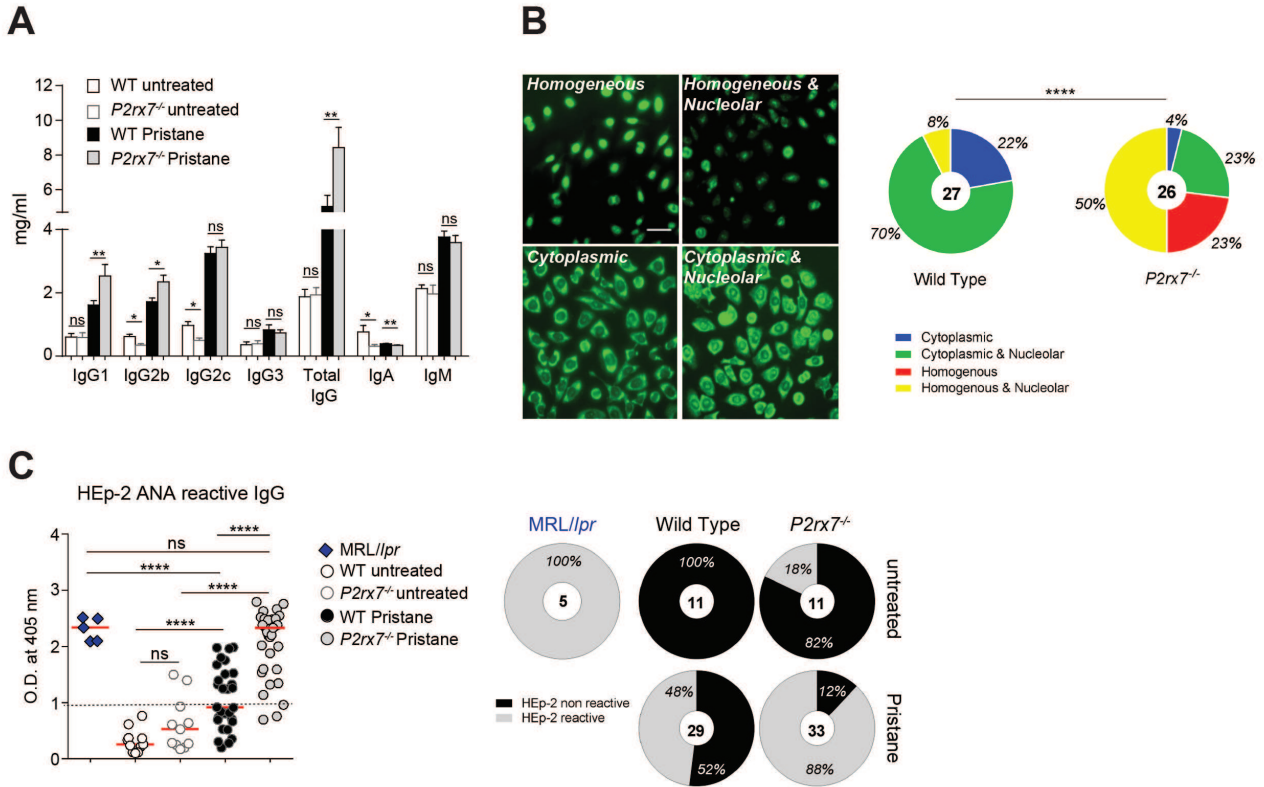 A
B
WT untreated
P2rx7-/- untreated
WT Pristane
P2rx7-/- Pristane
mg/ml
12
10
8
6
4
2
0
ns
**
*
*
*
ns
ns
ns
ns
**
*
**
ns
ns
IgG1
IgG2b
IgG2c
IgG3
Total
IgG
IgA
IgM
Homogeneous
Homogeneous &
Nucleolar
Cytoplasmic
Cytoplasmic &
Nucleolar
****
8%
22%
27
70%
Wild Type
4%
23%
26
50%
23%
P2rx7-/-
Cytoplasmic
Cytoplasmic & Nucleolar
Homogenous
Homogenous & Nucleolar
C
HEp-2 ANA reactive IgG
O.D. at 405 nm
4
3
2
1
0
****
ns
****
****
****
ns
MRL/lpr
WT untreated
P2rx7-/- untreated
WT Pristane
P2rx7-/- Pristane
MRL/lpr
Wild Type
P2rx7-/-
100%
5
100%
11
18%
11
82%
untreated
HEp-2 non reactive
HEp-2 reactive
48%
29
52%
12%
33
88%
Pristane